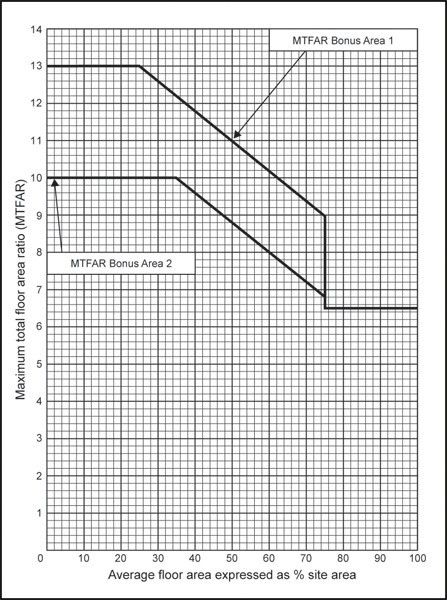 14
MTFAR Bonus Area 1
13
12
11
10
9
8
MTFAR Bonus Area 2
7
6
5
4
3
2
1
Maximum total floor area ratio (MTFAR)
0 10 20 30 40 50 60 70 80 90 100
Average floor area expressed as % site area